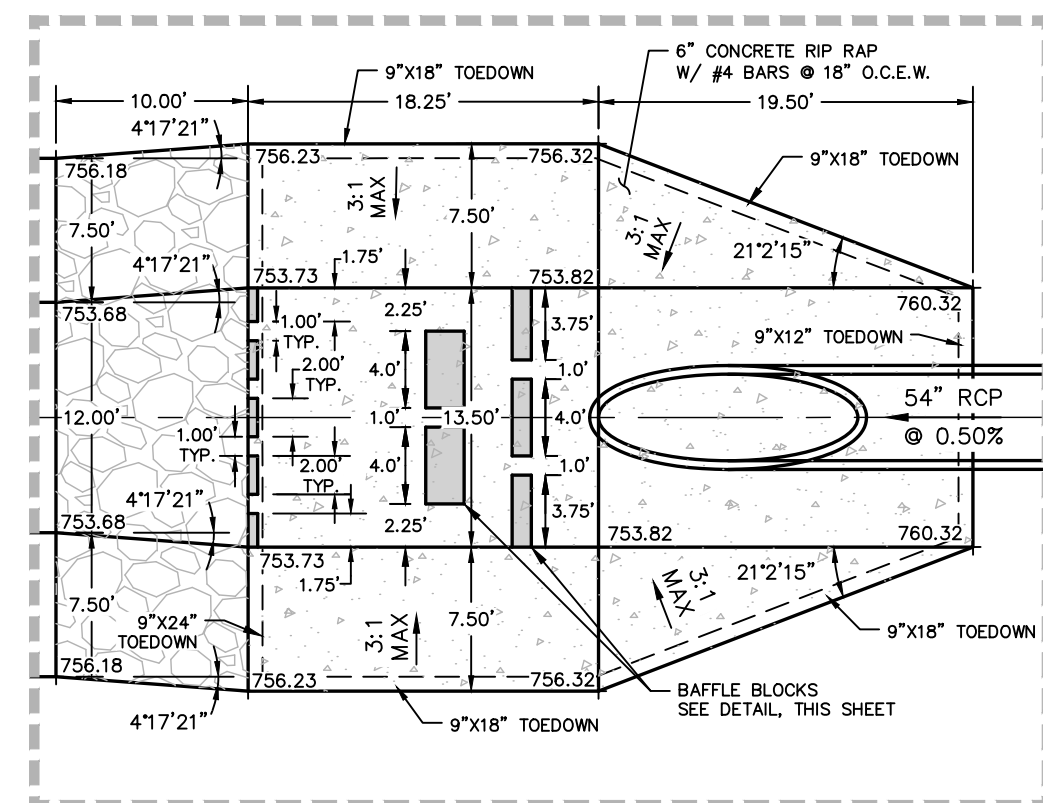 6" CONCRETE RIP RAP
W/ #4 BARS @ 18" O.C.E.W.
9"X18" TOEDOWN
10.00'
18.25'
19.50'
4°17'21"
756.18
756.23
756.32
9"X18" TOEDOWN
3:1
MAX
7.50'
7.50'
3:1
MAX
21°2'15"
4°17'21"
753.73
1.75'
753.82
760.32
753.68
2.25'
1.00'
TYP.
3.75'
9"X12" TOEDOWN
2.00'
TYP.
4.0'
1.0'
54" RCP
@ 0.50%
12.00'
1.0'
13.50'
4.0'
1.00'
TYP.
2.00'
TYP.
4.0'
1.0'
4°17'21"
3.75'
753.68
2.25'
753.82
760.32
753.73
1.75'
3:1
MAX
21°2'15"
7.50'
9"X24"
TOEDOWN
3:1
MAX
7.50'
9"X18" TOEDOWN
756.18
756.23
756.32
BAFFLE BLOCKS
SEE DETAIL, THIS SHEET
4°17'21"
9"X18" TOEDOWN